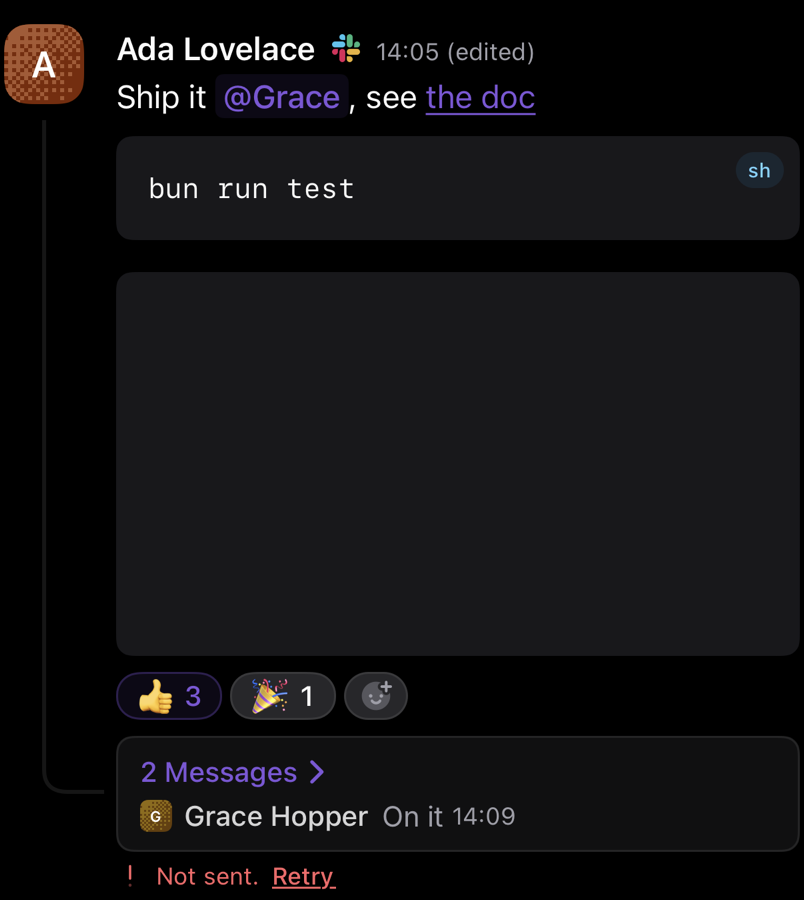 A
Ada Lovelace 14:05 (edited)
Ship it @Grace, see the doc
sh
bun run test
👍 3 🎉 1
2 Messages >
G Grace Hopper On it 14:09
! Not sent. Retry